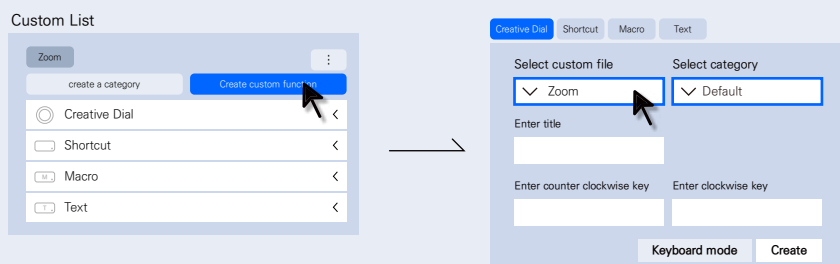 Custom List
Zoom
create a category
Create custom function
Creative Dial
Shortcut
M
Macro
T
Text
Creative Dial Shortcut Macro Text
Select custom file Select category
Zoom Default
Enter title
Enter counter clockwise key Enter clockwise key
Keyboard mode Create